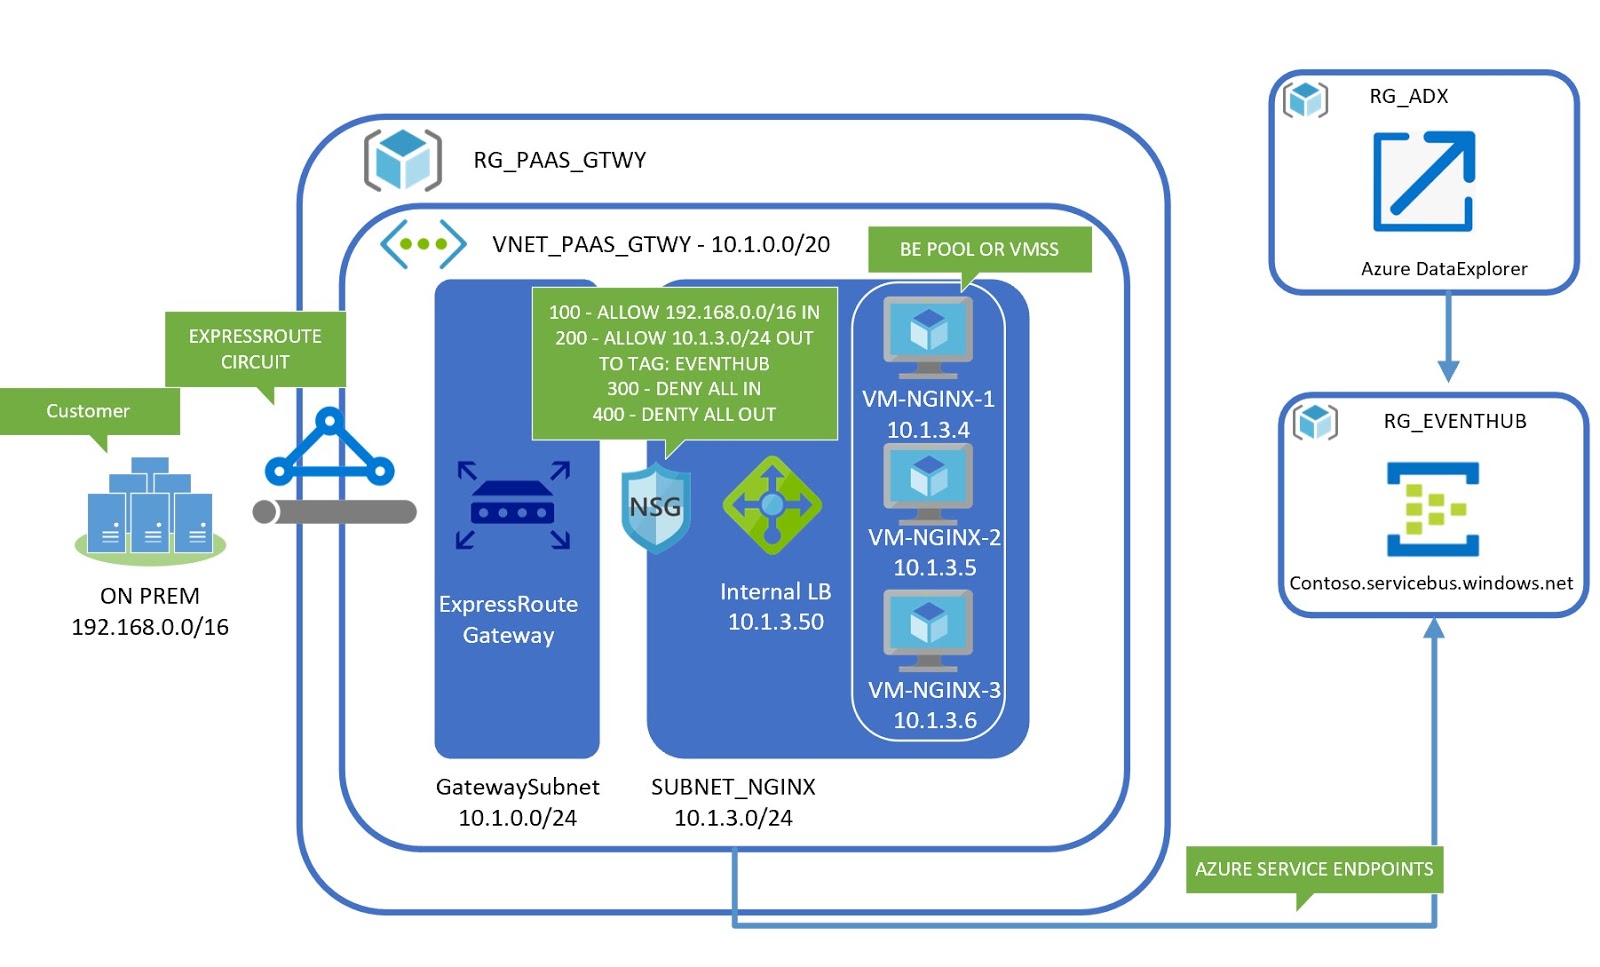 RG_PAAS_GTWY
VNET_PAAS_GTWY - 10.1.0.0/20
BE POOL OR VMSS
EXPRESSROUTE
CIRCUIT
Customer
ON PREM
192.168.0.0/16
100 - ALLOW 192.168.0.0/16 IN
200 - ALLOW 10.1.3.0/24 OUT
TO TAG: EVENTHUB
300 - DENY ALL IN
400 - DENTY ALL OUT
ExpressRoute
Gateway
GatewaySubnet
10.1.0.0/24
NSG
Internal LB
10.1.3.50
VM-NGINX-1
10.1.3.4
VM-NGINX-2
10.1.3.5
VM-NGINX-3
10.1.3.6
SUBNET_NGINX
10.1.3.0/24
RG_ADX
Azure DataExplorer
RG_EVENTHUB
Contoso.servicebus.windows.net
AZURE SERVICE ENDPOINTS